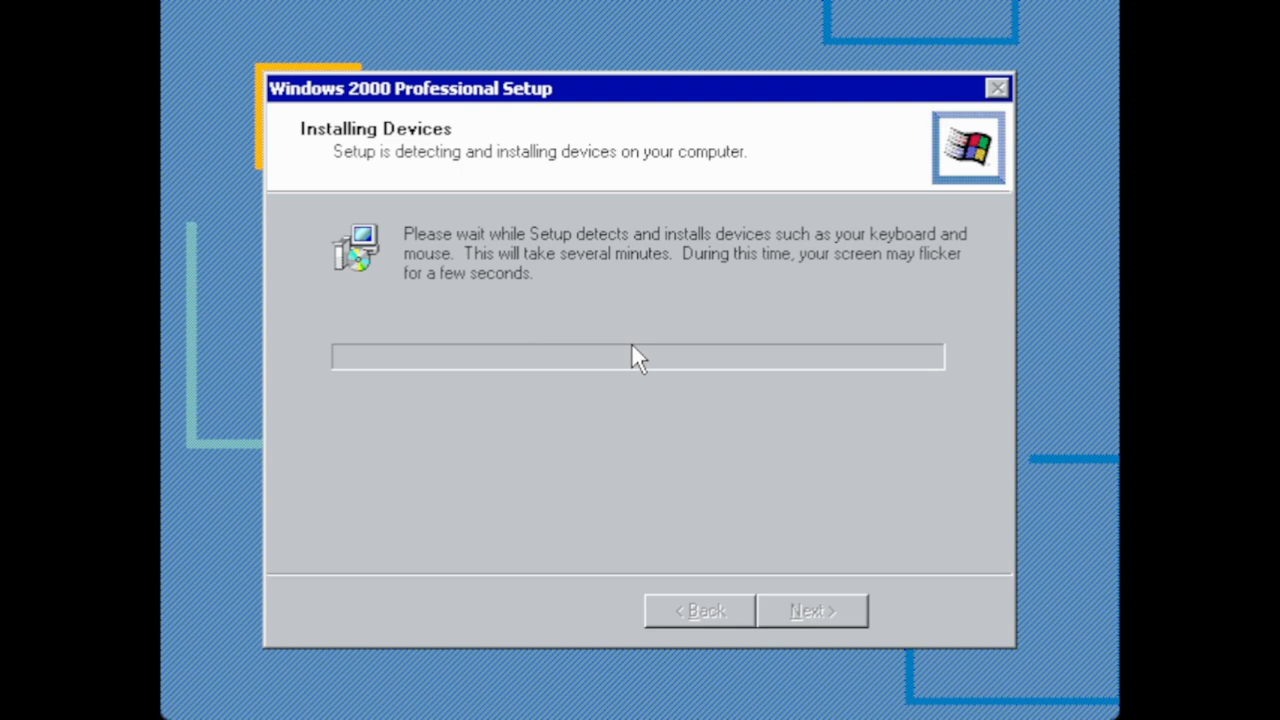 Windows 2000 Professional Setup
Installing Devices
Setup is detecting and installing devices on your computer.
Please wait while Setup detects and installs devices such as your keyboard and
mouse.  This will take several minutes.  During this time, your screen may flicker
for a few seconds.
< Back
Next >